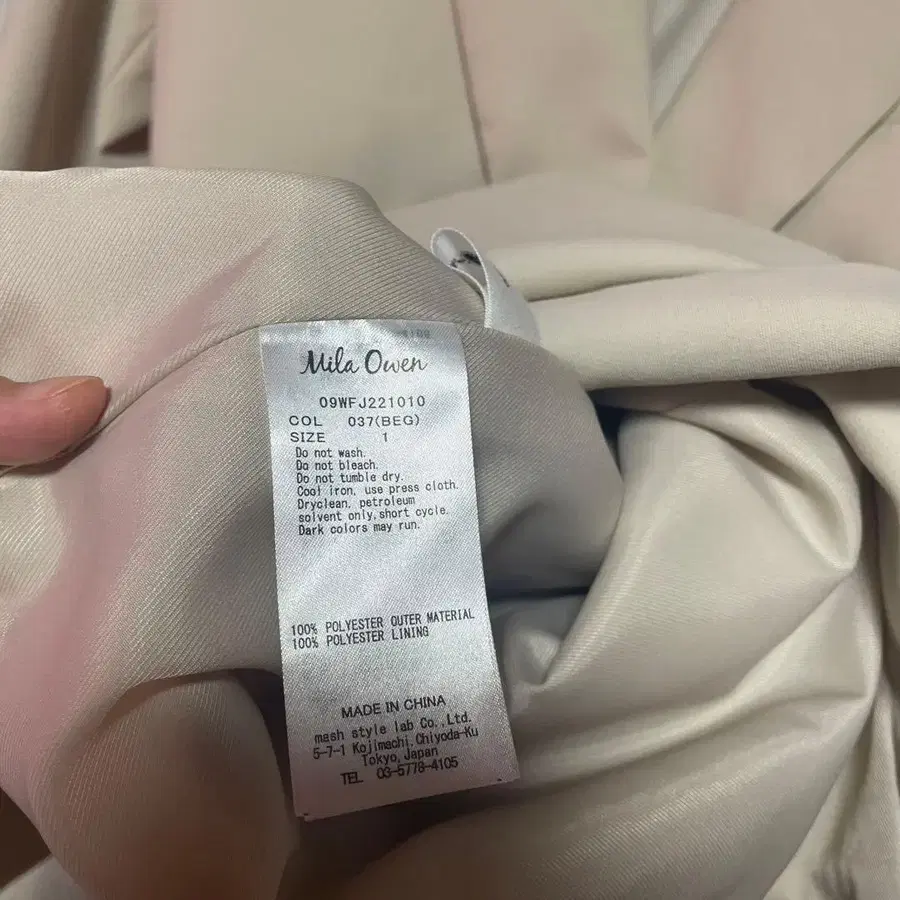 Mila Owen
09WFJ221010
COL 037(BEG)
SIZE 1
Do not wash.
Do not bleach.
Do not tumble dry.
Cool iron, use press cloth.
Dryclean, petroleum
solvent only, short cycle.
Dark colors may run.
100% POLYESTER OUTER MATERIAL
100% POLYESTER LINING
MADE IN CHINA
mash style lab Co.,Ltd.
5-7-1 Kojimachi,Chiyoda-Ku
Tokyo,Japan
TEL 03-5778-4105